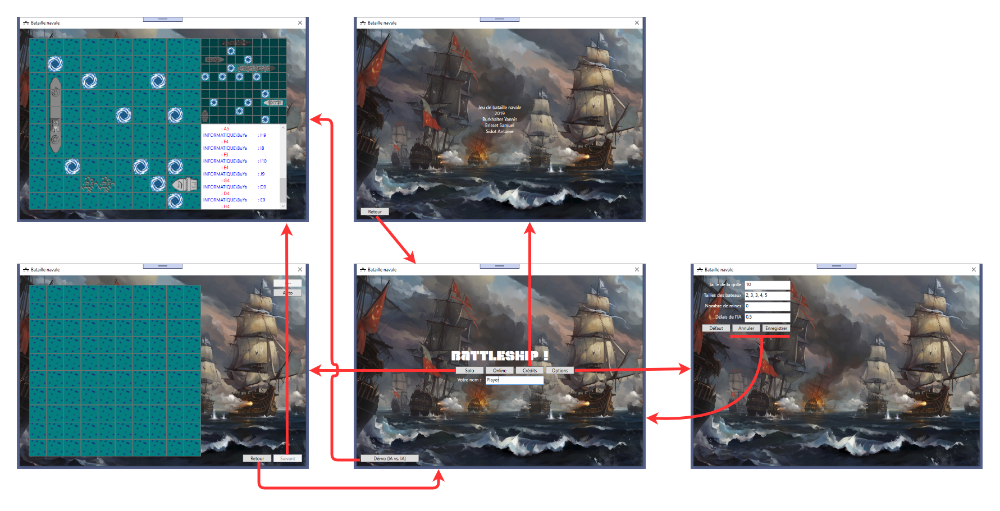 Bataille navale
: A5
INFORMATIQUE\BuYa : H9
: F4
INFORMATIQUE\BuYa : I8
: F3
INFORMATIQUE\BuYa : I10
: E4
INFORMATIQUE\BuYa : J9
: G4
INFORMATIQUE\BuYa : D9
: D4
INFORMATIQUE\BuYa : E9
: H4
Bataille navale
Jeu de bataille navale
2019
Burkhalter Yannis
Brisset Samuel
Sidot Antoine
Retour
Bataille navale
Auto
Retour
Suivant
Bataille navale
BATTLESHIP !
Solo
Online
Crédits
Options
Votre nom :
Player
Démo (IA vs. IA)
Bataille navale
Taille de la grille 10
Tailles des bateaux 2, 3, 3, 4, 5
Nombre de mines 0
Délais de l'IA 0.5
Défaut
Annuler
Enregistrer